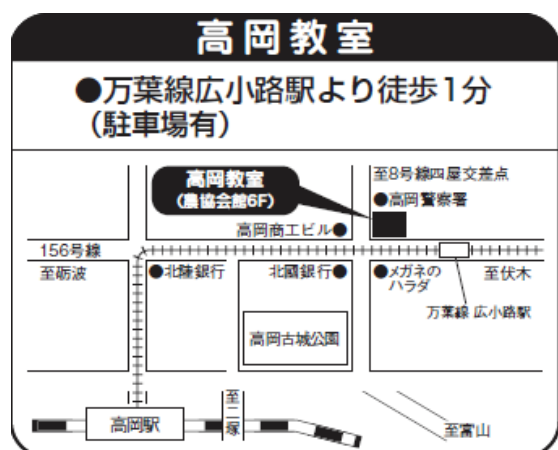 高岡教室
●万葉線広小路駅より徒歩1分
（駐車場有）
高岡教室
（農協会館6F）
至8号線四屋交差点
●高岡警察署
高岡商工ビル●
156号線
至砺波
●北陸銀行
北國銀行●
●メガネの
ハラダ
至伏木
万葉線 広小路駅
高岡古城公園
高岡駅
至二塚
至富山